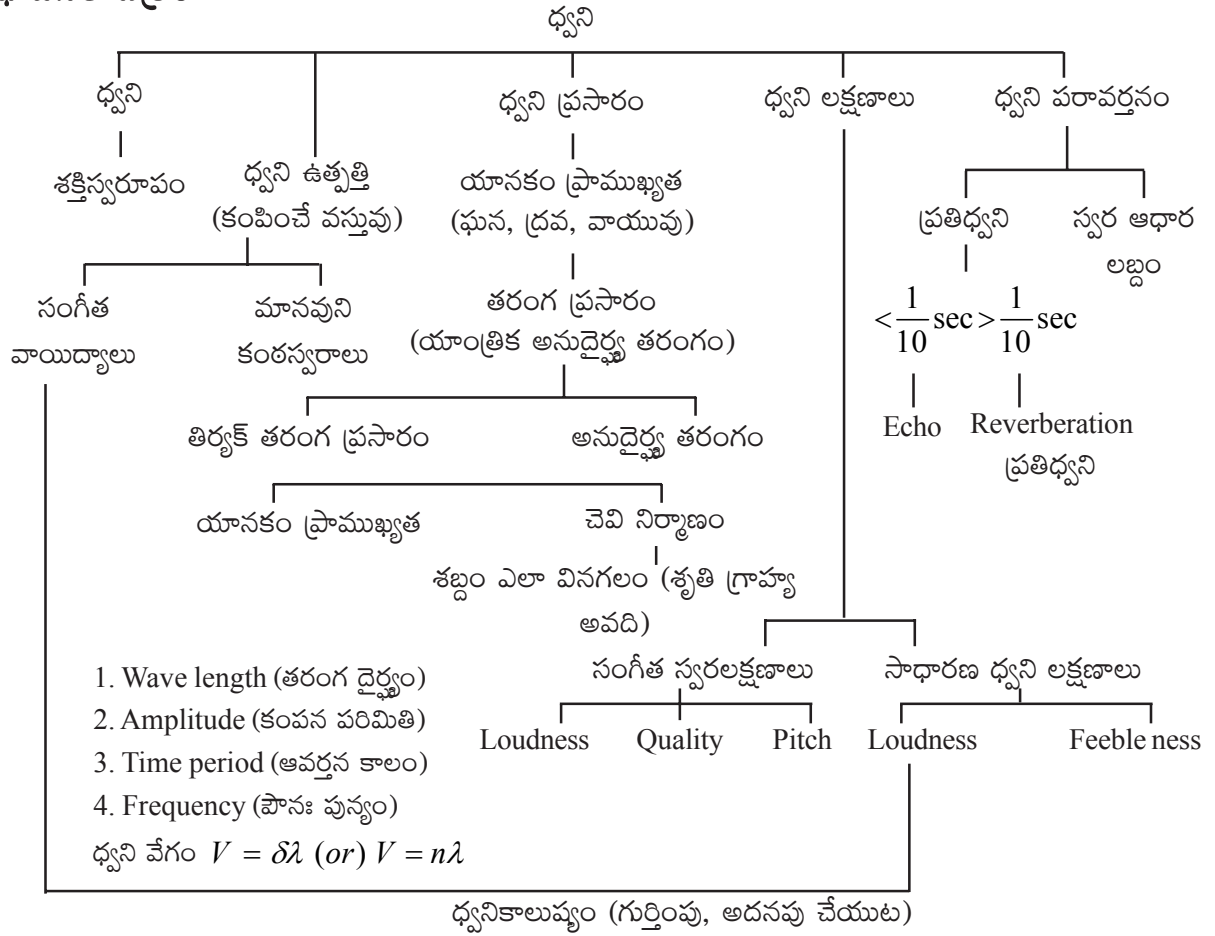 ధ్వని
ధ్వని
ధ్వని ఉత్పత్తి
ధ్వని ప్రసారం
ధ్వని లక్షణాలు
ధ్వని పరావర్తనం
శక్తిస్వరూపం
(కంపించే వస్తువు)
యానకం ప్రాముఖ్యత
(ఘన, ద్రవ, వాయువు)
ప్రతిధ్వని
స్వర ఆధార
లబ్దం
సంగీత
వాయిద్యాలు
మానవుని
కంఠస్వరాలు
తరంగ ప్రసారం
(యాంత్రిక అనుదైర్ఘ్య తరంగం)
< 1/10 sec > 1/10 sec
తిర్యక్ తరంగ ప్రసారం
అనుదైర్ఘ్య తరంగం
Echo
Reverberation
ప్రతిధ్వని
యానకం ప్రాముఖ్యత
చెవి నిర్మాణం
శబ్దం ఎలా వినగలం (శృతి గ్రాహ్య
అవది)
సంగీత స్వరలక్షణాలు
సాధారణ ధ్వని లక్షణాలు
Loudness
Quality
Pitch
Loudness
Feeble ness
1. Wave length (తరంగ దైర్ఘ్యం)
2. Amplitude (కంపన పరిమితి)
3. Time period (ఆవర్తన కాలం)
4. Frequency (పౌనః పున్యం)
ధ్వని వేగం V = δλ (or) V = nλ
ధ్వనికాలుష్యం (గుర్తింపు, అదనపు చేయుట)